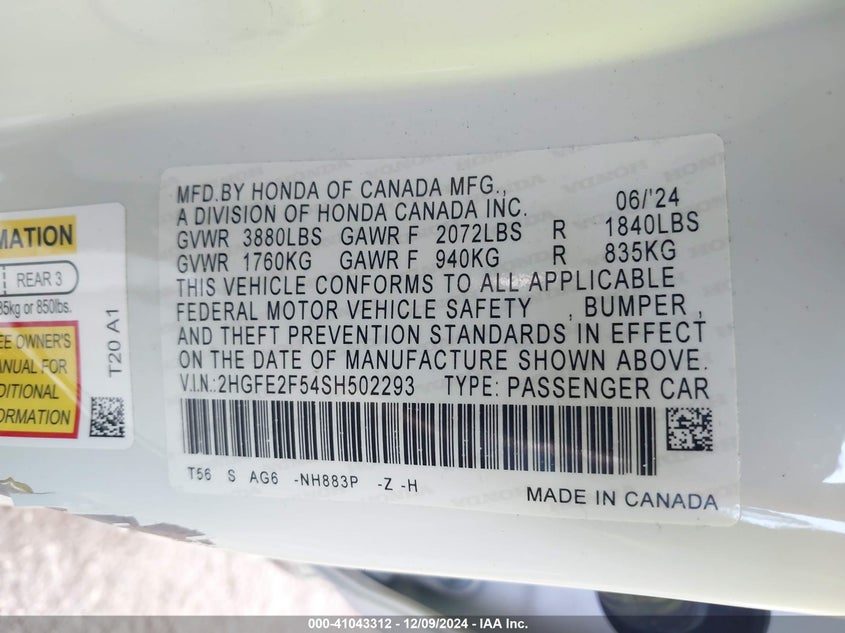 MATION
REAR 3
85kg or 850lbs.
EE OWNER'S
ANUAL FOR
DITIONAL
FORMATION
T20 A1
MFD.BY HONDA OF CANADA MFG., 06/'24
A DIVISION OF HONDA CANADA INC.
GVWR 3880LBS GAWR F 2072LBS R 1840LBS
GVWR 1760KG GAWR F 940KG R 835KG
THIS VEHICLE CONFORMS TO ALL APPLICABLE
FEDERAL MOTOR VEHICLE SAFETY , BUMPER ,
AND THEFT PREVENTION STANDARDS IN EFFECT
ON THE DATE OF MANUFACTURE SHOWN ABOVE.
V.I.N.:2HGFE2F54SH502293 TYPE: PASSENGER CAR
T56 S AG6 -NH883P -Z -H
MADE IN CANADA
000-41043312 - 12/09/2024 - IAA Inc.